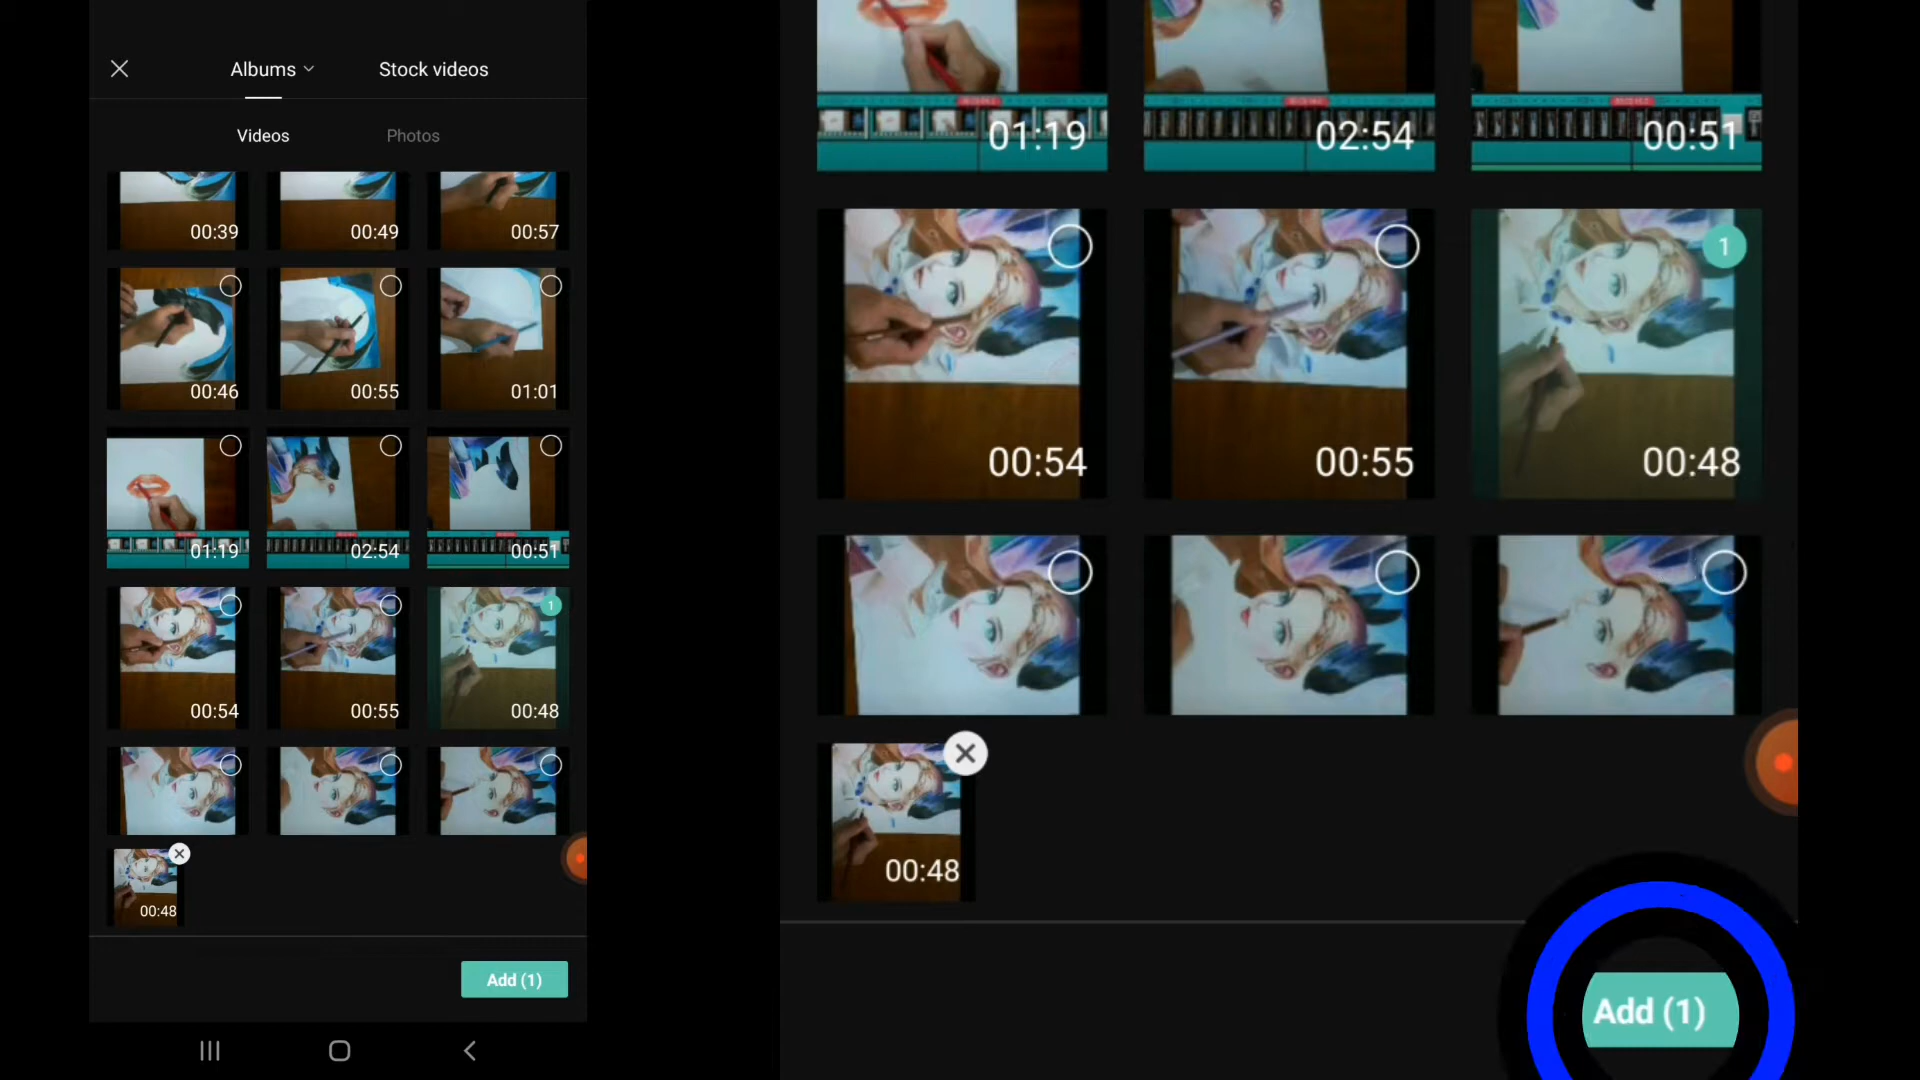 Albums Stock videos
Videos Photos
00:39 00:49 00:57
00:46 00:55 01:01
01:19 02:54 00:51
00:54 00:55 00:48
00:48
Add (1)
01:19 02:54 00:51
1
00:54 00:55 00:48
00:48
Add (1)